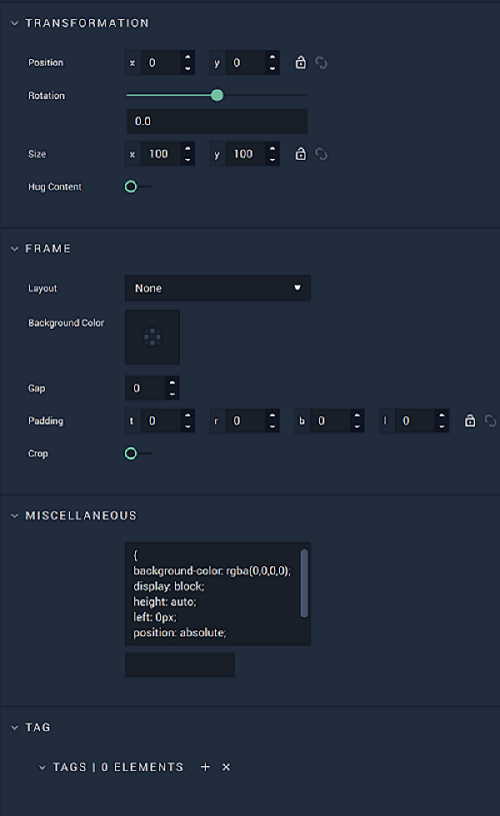 TRANSFORMATION
Position x 0 y 0
Rotation
0.0
Size x 100 y 100
Hug Content
FRAME
Layout None
Background Color
Gap 0
Padding t 0 r 0 b 0 l 0
Crop
MISCELLANEOUS
{
background-color: rgba(0,0,0,0);
display: block;
height: auto;
left: 0px;
position: absolute;
TAG
TAGS | 0 ELEMENTS + ×